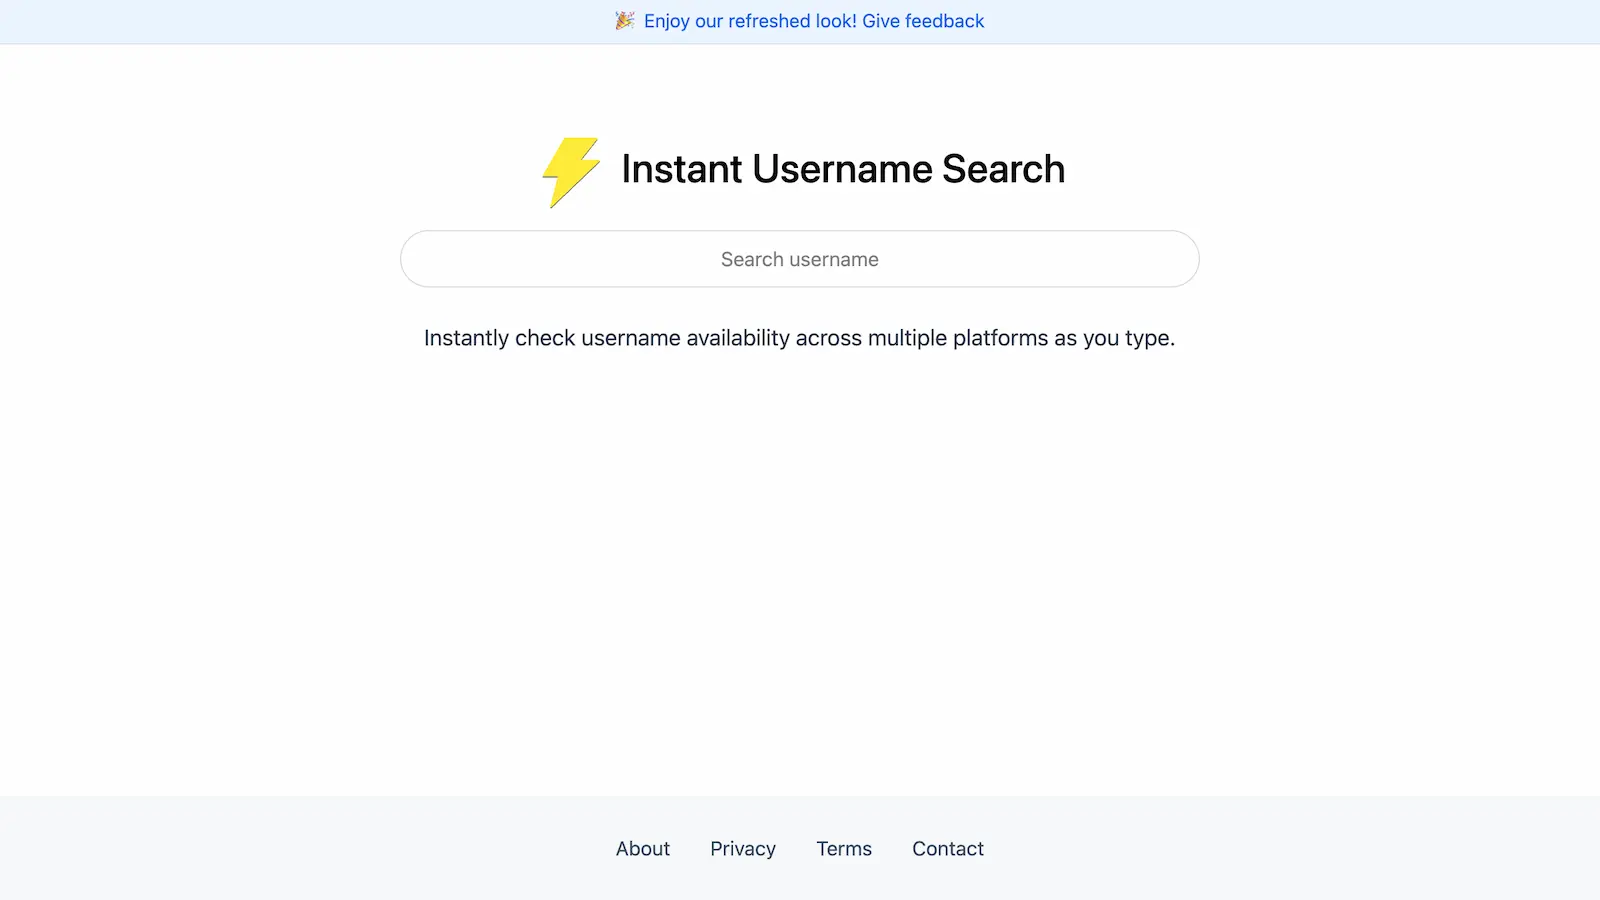 🎉 Enjoy our refreshed look! Give feedback
Instant Username Search
Search username
Instantly check username availability across multiple platforms as you type.
About Privacy Terms Contact